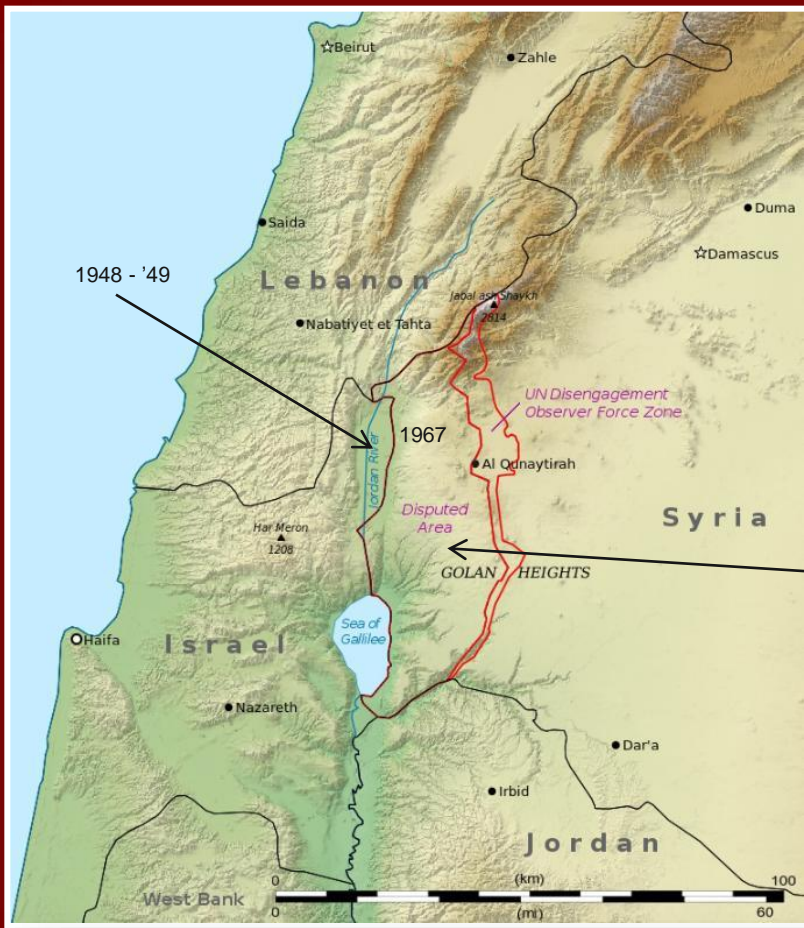 Beirut
Zahle
Duma
Saida
Damascus
1948 - '49
Lebanon
Jabal ash Shaykh
2814
Nabatiyet et Tahta
UN Disengagement
Observer Force Zone
1967
Jordan River
Al Qunaytirah
Disputed
Area
Syria
Har Meron
1208
GOLAN HEIGHTS
Sea of
Gallilee
Haifa
Israel
Nazareth
Dar'a
Irbid
Jordan
0 (km) 100
West Bank
0 (mi) 60